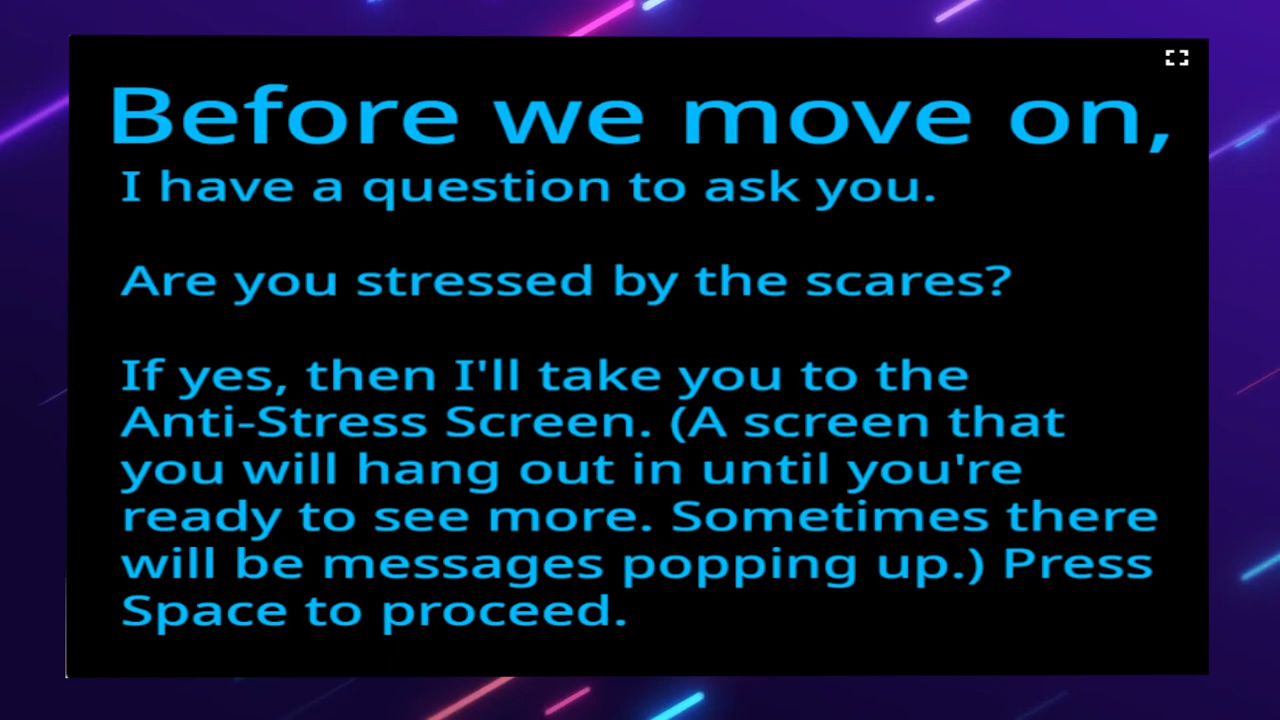 Before we move on,
I have a question to ask you.
Are you stressed by the scares?
If yes, then I'll take you to the
Anti-Stress Screen. (A screen that
you will hang out in until you're
ready to see more. Sometimes there
will be messages popping up.) Press
Space to proceed.